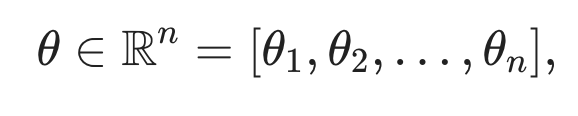 θ ∈ ℝⁿ = [θ₁, θ₂, . . . , θₙ],